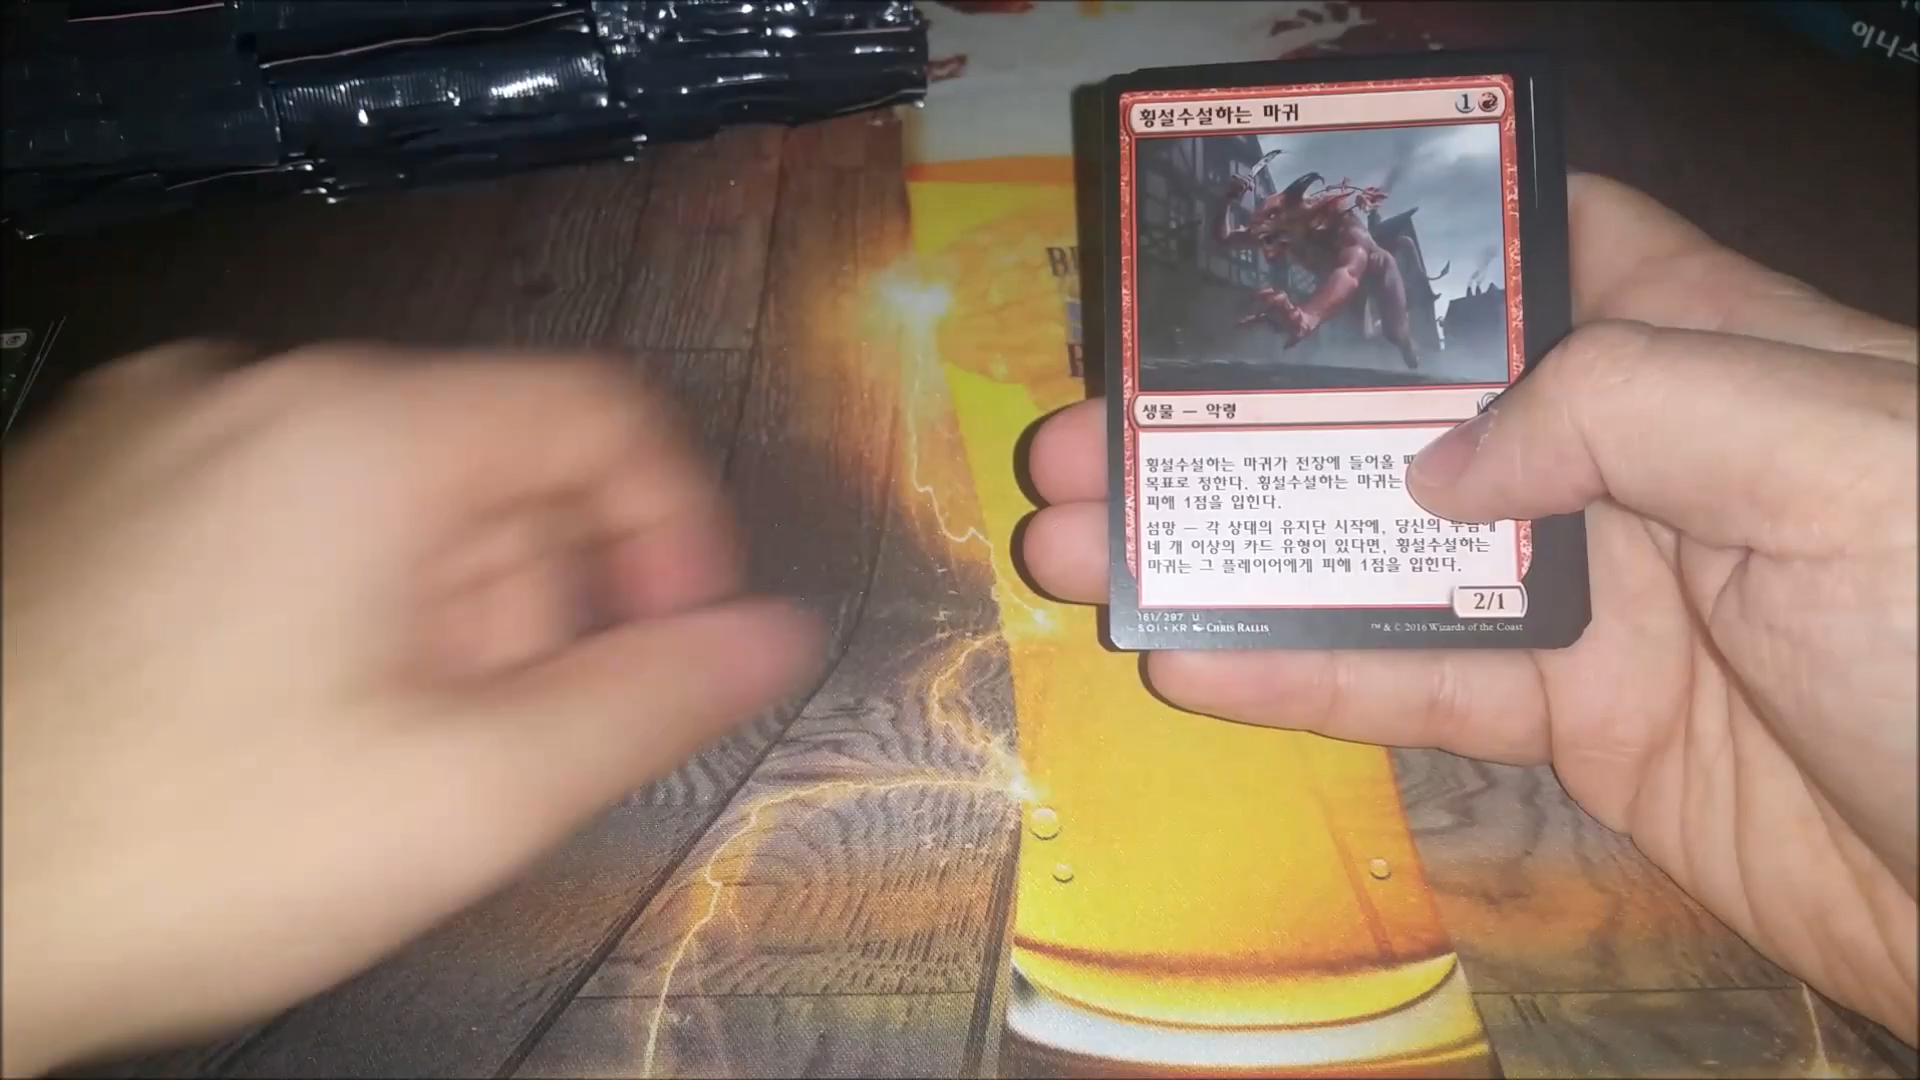 이니스
횡설수설하는 마귀
1
생물 — 악령
횡설수설하는 마귀가 전장에 들어올
목표로 정한다. 횡설수설하는 마귀는
피해 1점을 입힌다.
섬망 — 각 상대의 유지단 시작에, 당신의
네 개 이상의 카드 유형이 있다면, 횡설수설하는
마귀는 그 플레이어에게 피해 1점을 입힌다.
2/1
161/297 U
SOI • KR CHRIS RALLIS
™ & © 2016 Wizards of the Coast